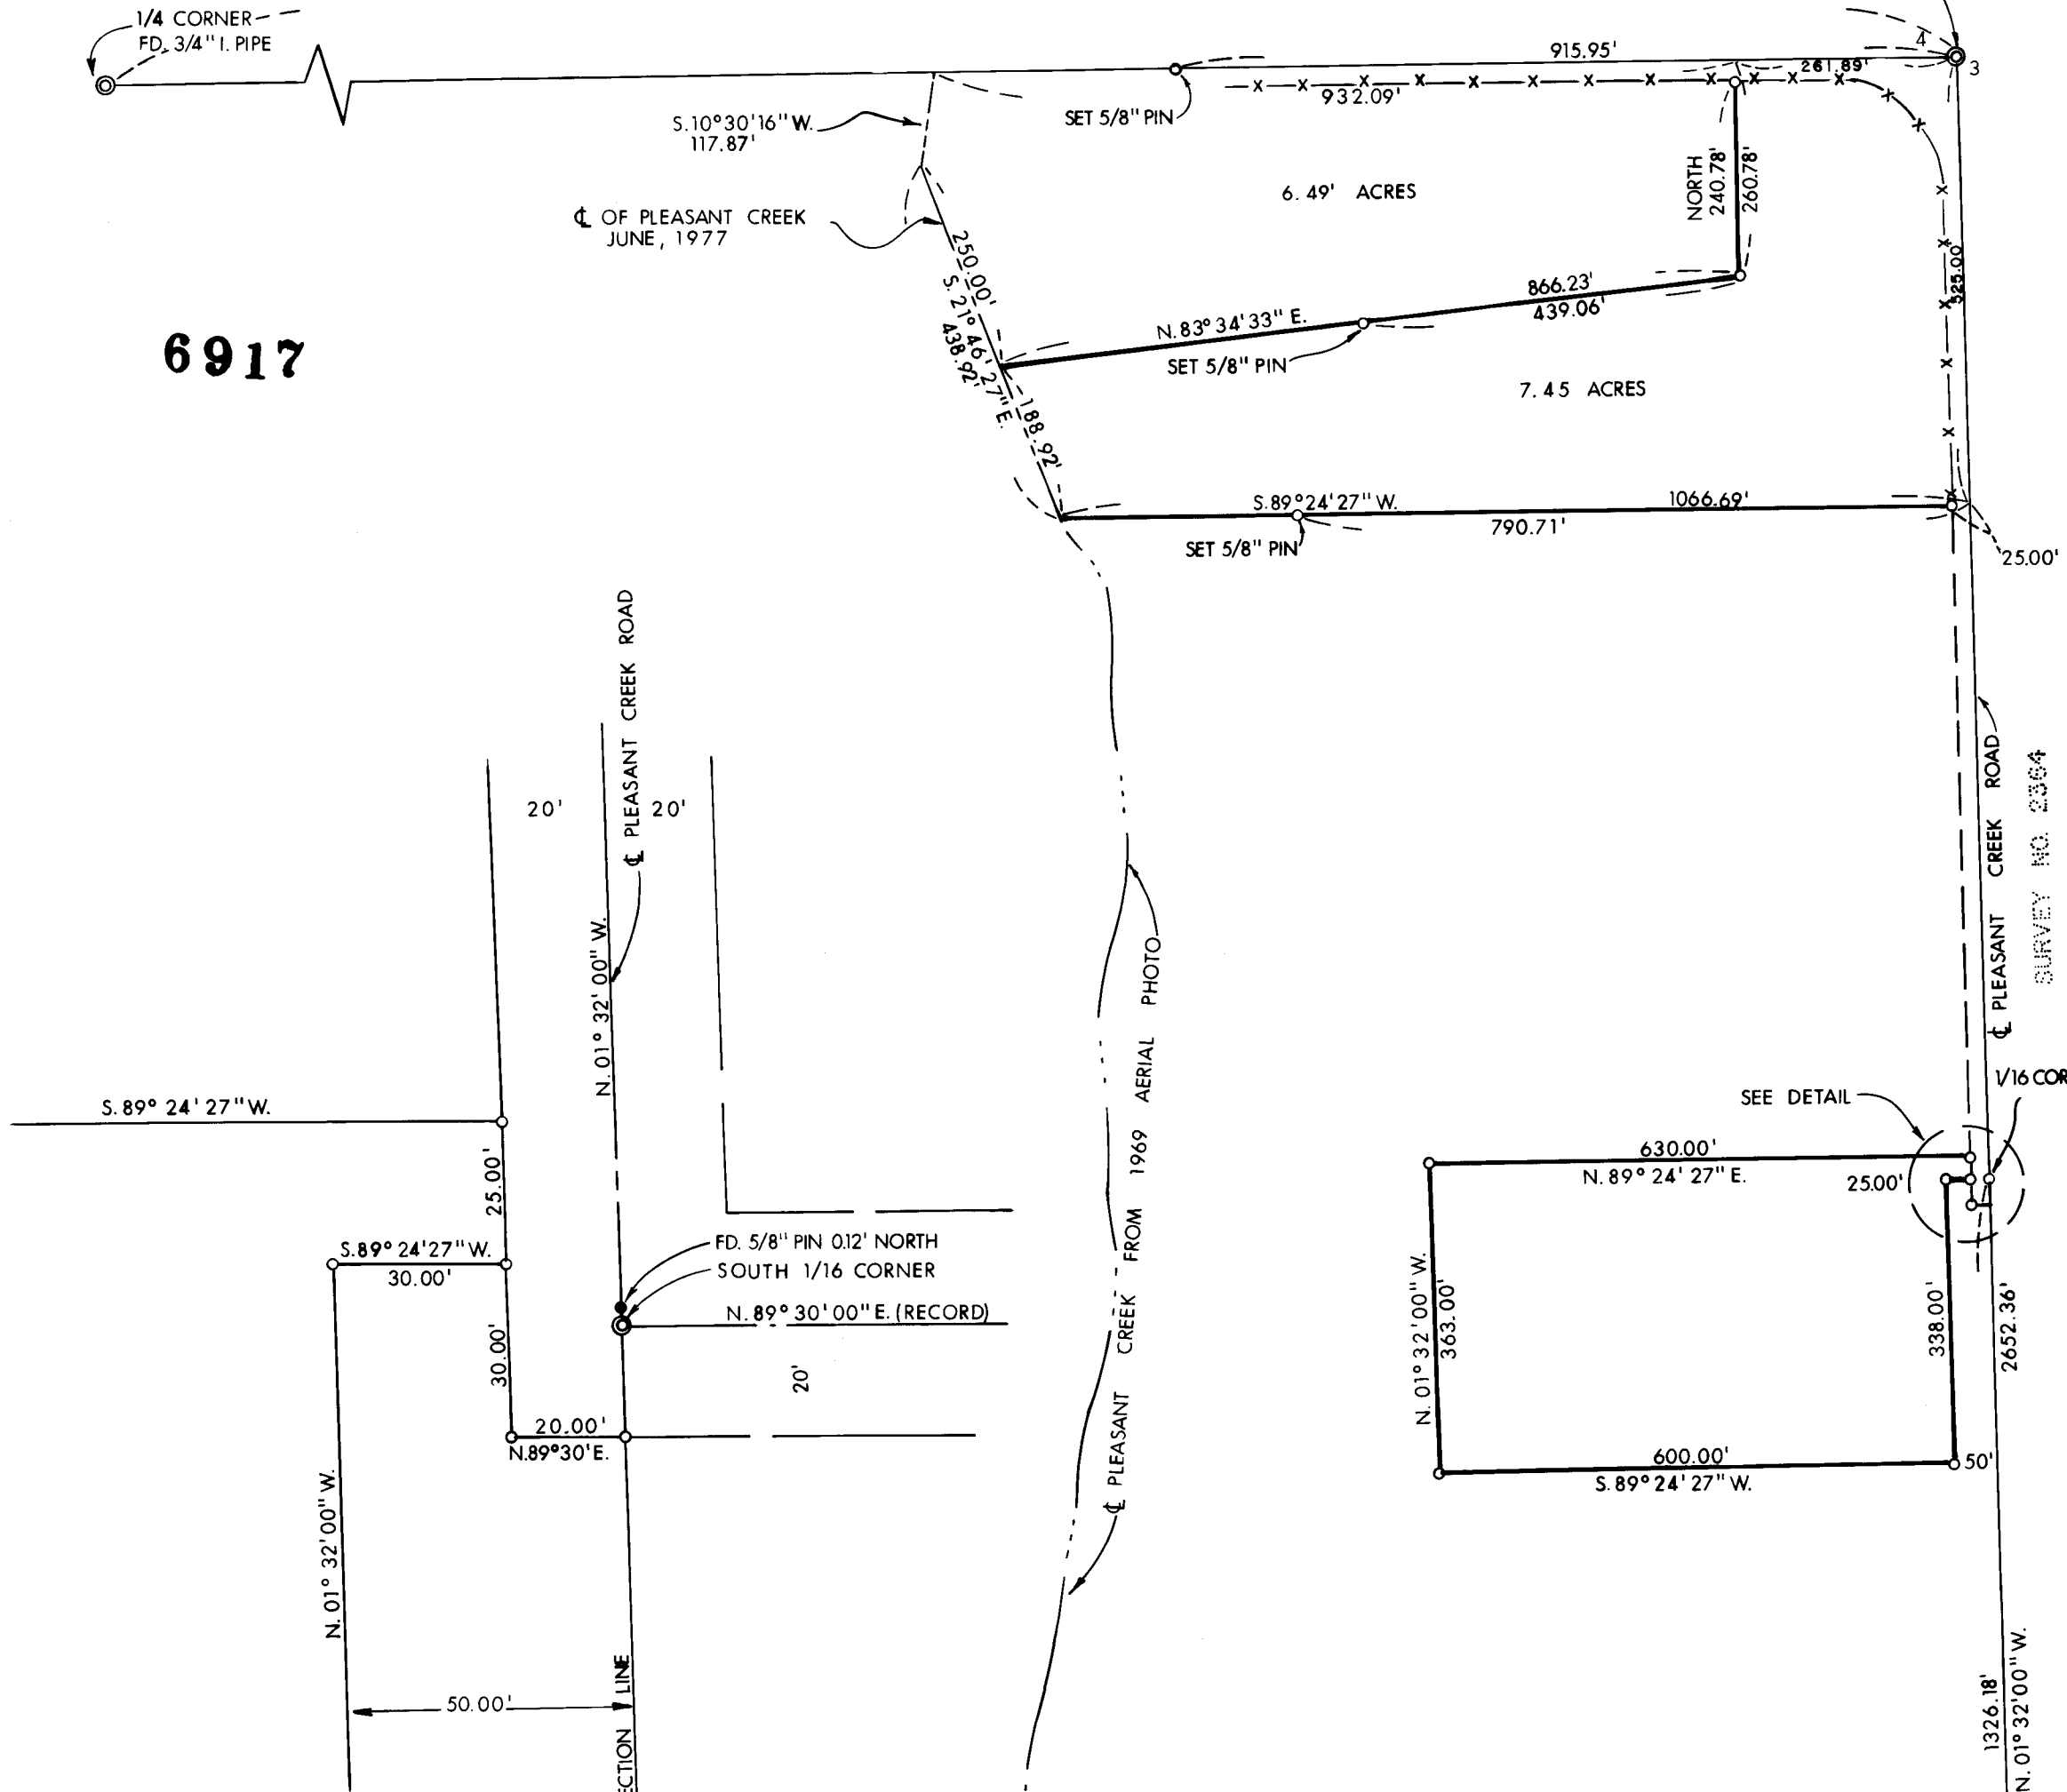 1/4 CORNER
FD. 3/4" I. PIPE
915.95'
4
3
261.89'
932.09'
SET 5/8" PIN
S.10°30'16"W.
117.87'
℄ OF PLEASANT CREEK
JUNE, 1977
6.49' ACRES
NORTH
240.78'
260.78'
525.00'
250.00'
S. 21°46'27"E.
438.92'
188.92'
866.23'
439.06'
N.83°34'33"E.
SET 5/8" PIN
6917
7.45 ACRES
S.89°24'27"W.
1066.69'
790.71'
SET 5/8" PIN
25.00'
℄ PLEASANT CREEK ROAD
20'
20'
N.01°32'00"W.
℄ PLEASANT CREEK ROAD
SURVEY NO. 2364
S.89°24'27"W.
25.00'
S.89°24'27"W.
30.00'
30.00'
FD. 5/8" PIN 0.12' NORTH
SOUTH 1/16 CORNER
N.89°30'00"E.(RECORD)
20'
20.00'
N.89°30'E.
N.01°32'00"W.
50.00'
ECTION LINE
℄ PLEASANT CREEK FROM 1969 AERIAL PHOTO
SEE DETAIL
1/16 COR
630.00'
N.89°24'27"E.
25.00'
N.01°32'00"W.
363.00'
338.00'
2652.36'
600.00'
S.89°24'27"W.
50'
1326.18'
N.01°32'00"W.